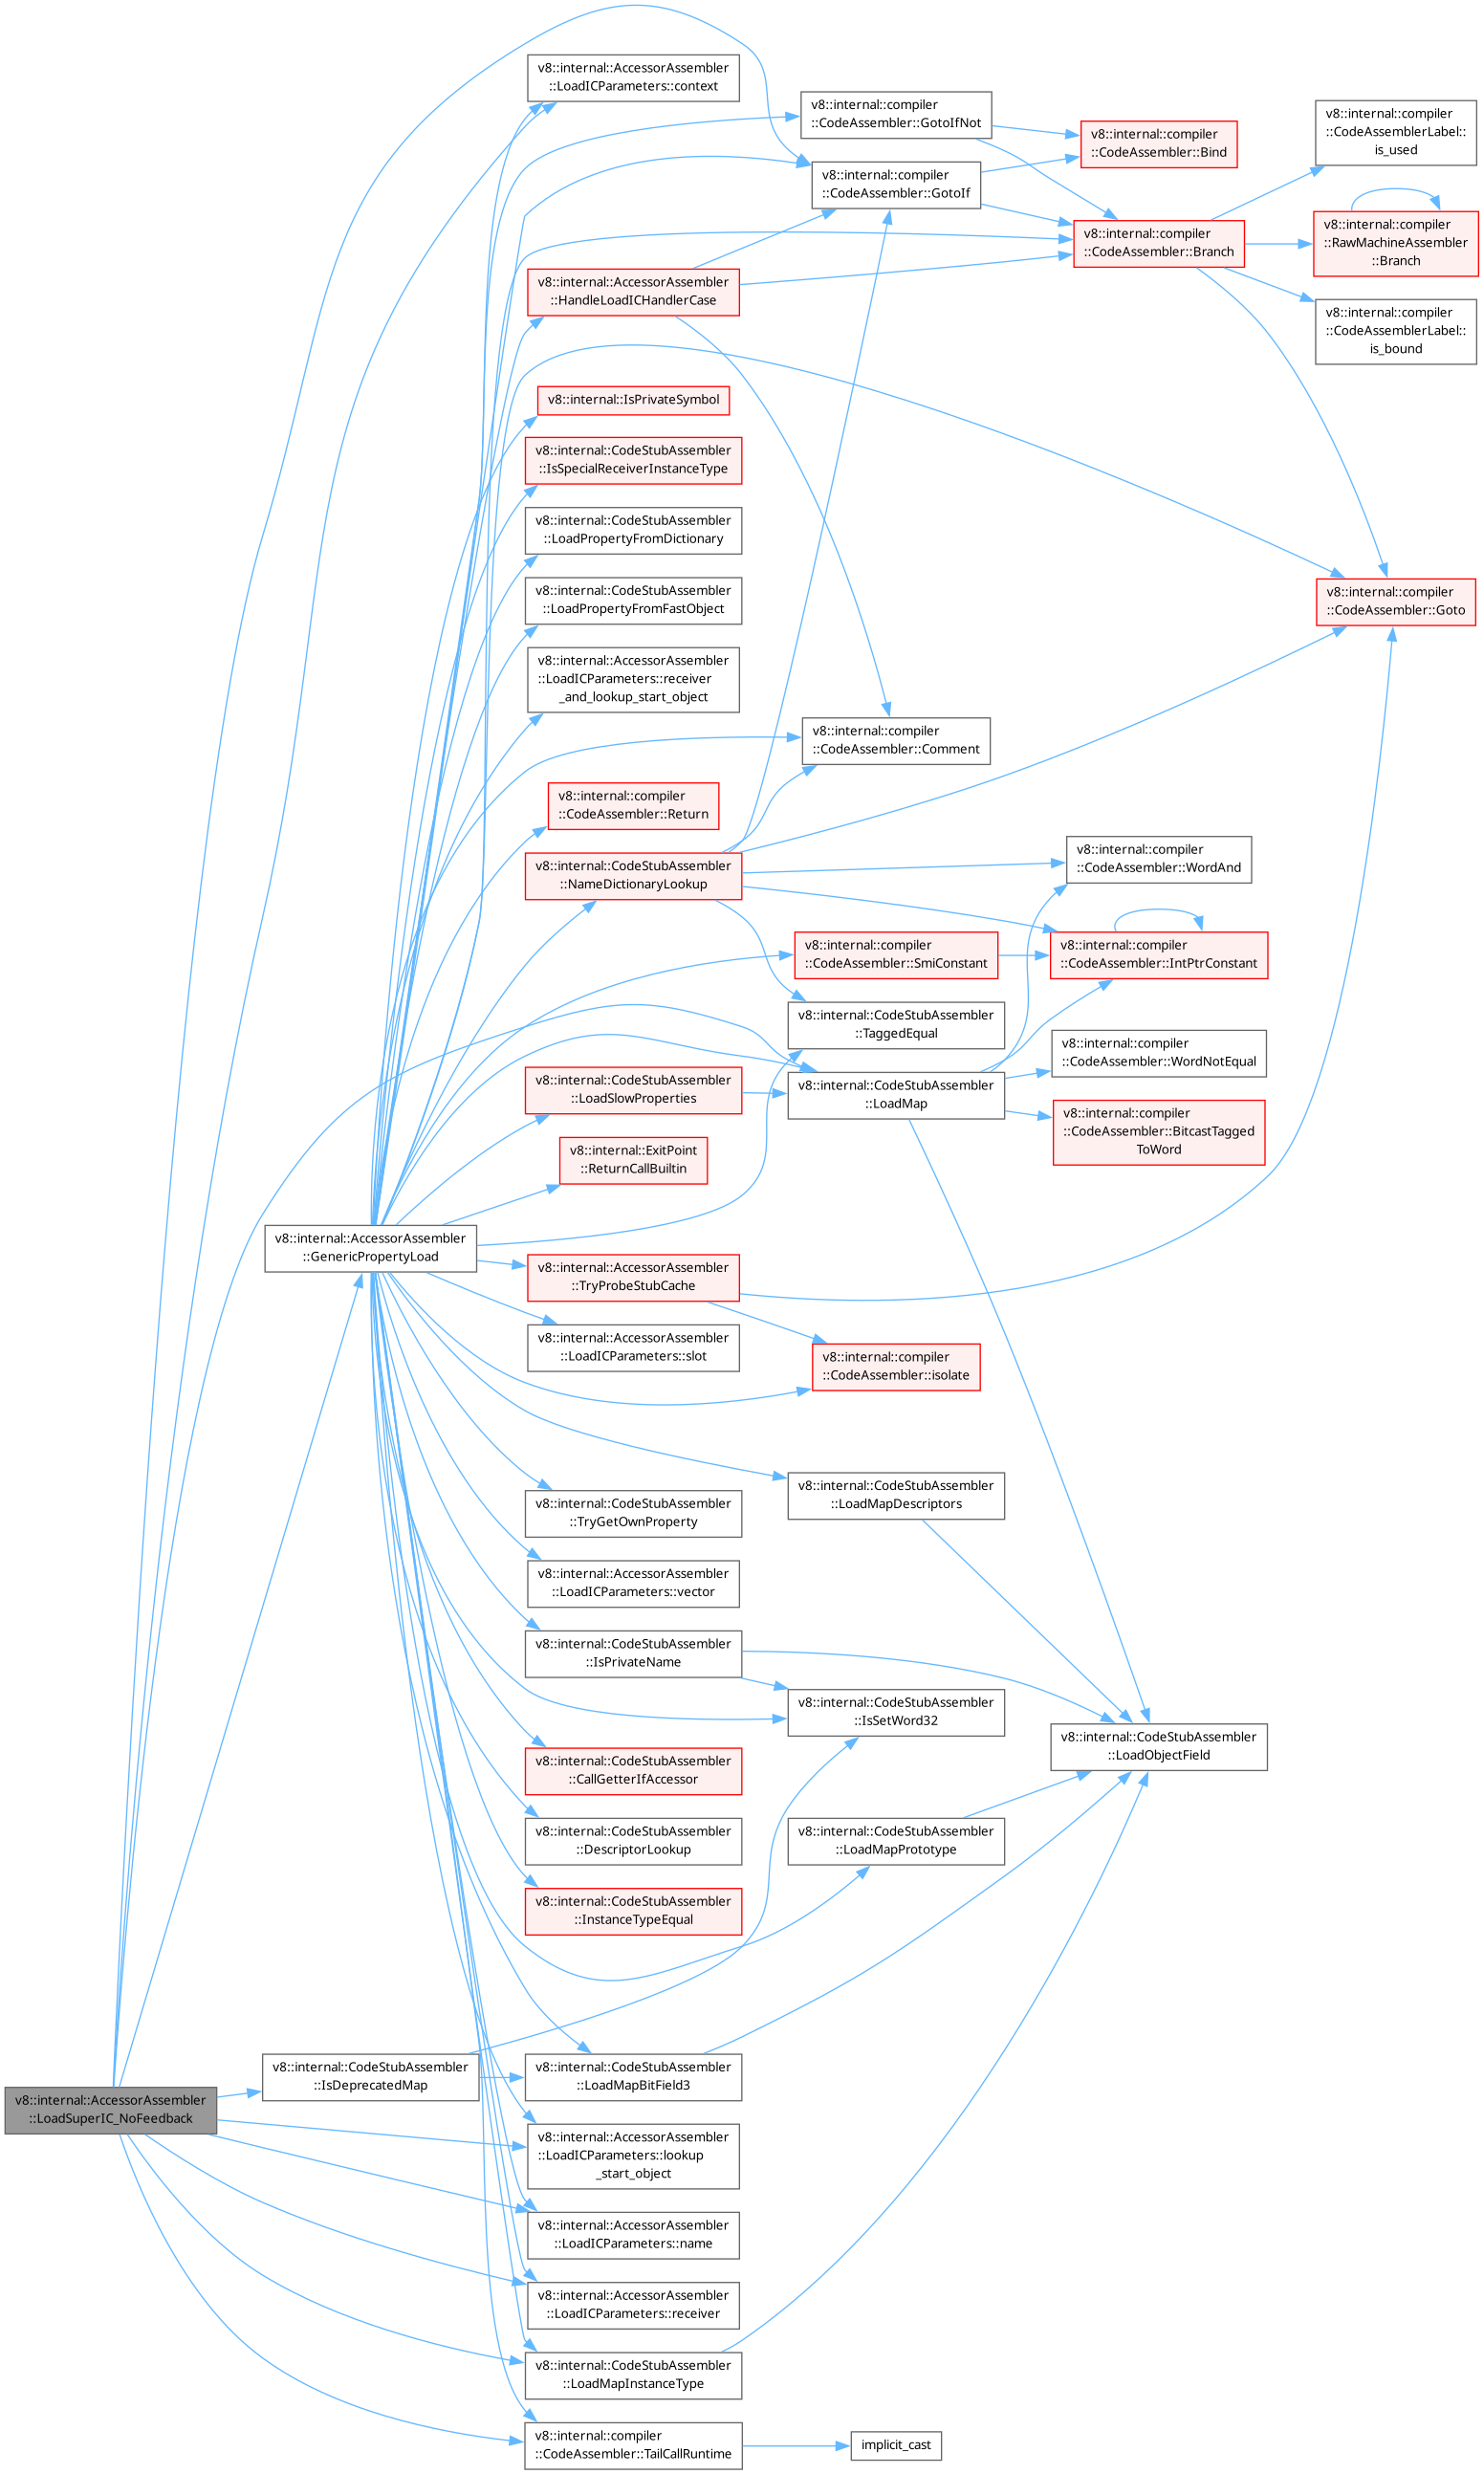 v8::internal::AccessorAssembler
::LoadICParameters::context
v8::internal::compiler
::CodeAssembler::GotoIfNot
v8::internal::compiler
::CodeAssemblerLabel::
is_used
v8::internal::compiler
::CodeAssembler::Bind
v8::internal::compiler
::CodeAssembler::GotoIf
v8::internal::compiler
::CodeAssembler::Branch
v8::internal::compiler
::RawMachineAssembler
::Branch
v8::internal::AccessorAssembler
::HandleLoadICHandlerCase
v8::internal::compiler
::CodeAssemblerLabel::
is_bound
v8::internal::IsPrivateSymbol
v8::internal::CodeStubAssembler
::IsSpecialReceiverInstanceType
v8::internal::CodeStubAssembler
::LoadPropertyFromDictionary
v8::internal::CodeStubAssembler
::LoadPropertyFromFastObject
v8::internal::compiler
::CodeAssembler::Goto
v8::internal::AccessorAssembler
::LoadICParameters::receiver
_and_lookup_start_object
v8::internal::compiler
::CodeAssembler::Comment
v8::internal::compiler
::CodeAssembler::Return
v8::internal::CodeStubAssembler
::NameDictionaryLookup
v8::internal::compiler
::CodeAssembler::WordAnd
v8::internal::compiler
::CodeAssembler::SmiConstant
v8::internal::compiler
::CodeAssembler::IntPtrConstant
v8::internal::CodeStubAssembler
::TaggedEqual
v8::internal::compiler
::CodeAssembler::WordNotEqual
v8::internal::CodeStubAssembler
::LoadSlowProperties
v8::internal::CodeStubAssembler
::LoadMap
v8::internal::compiler
::CodeAssembler::BitcastTagged
ToWord
v8::internal::ExitPoint
::ReturnCallBuiltin
v8::internal::AccessorAssembler
::GenericPropertyLoad
v8::internal::AccessorAssembler
::TryProbeStubCache
v8::internal::AccessorAssembler
::LoadICParameters::slot
v8::internal::compiler
::CodeAssembler::isolate
v8::internal::CodeStubAssembler
::LoadMapDescriptors
v8::internal::CodeStubAssembler
::TryGetOwnProperty
v8::internal::AccessorAssembler
::LoadICParameters::vector
v8::internal::CodeStubAssembler
::IsPrivateName
v8::internal::CodeStubAssembler
::IsSetWord32
v8::internal::CodeStubAssembler
::LoadObjectField
v8::internal::CodeStubAssembler
::CallGetterIfAccessor
v8::internal::CodeStubAssembler
::DescriptorLookup
v8::internal::CodeStubAssembler
::LoadMapPrototype
v8::internal::CodeStubAssembler
::InstanceTypeEqual
v8::internal::CodeStubAssembler
::IsDeprecatedMap
v8::internal::CodeStubAssembler
::LoadMapBitField3
v8::internal::AccessorAssembler
::LoadSuperIC_NoFeedback
v8::internal::AccessorAssembler
::LoadICParameters::lookup
_start_object
v8::internal::AccessorAssembler
::LoadICParameters::name
v8::internal::AccessorAssembler
::LoadICParameters::receiver
v8::internal::CodeStubAssembler
::LoadMapInstanceType
v8::internal::compiler
::CodeAssembler::TailCallRuntime
implicit_cast